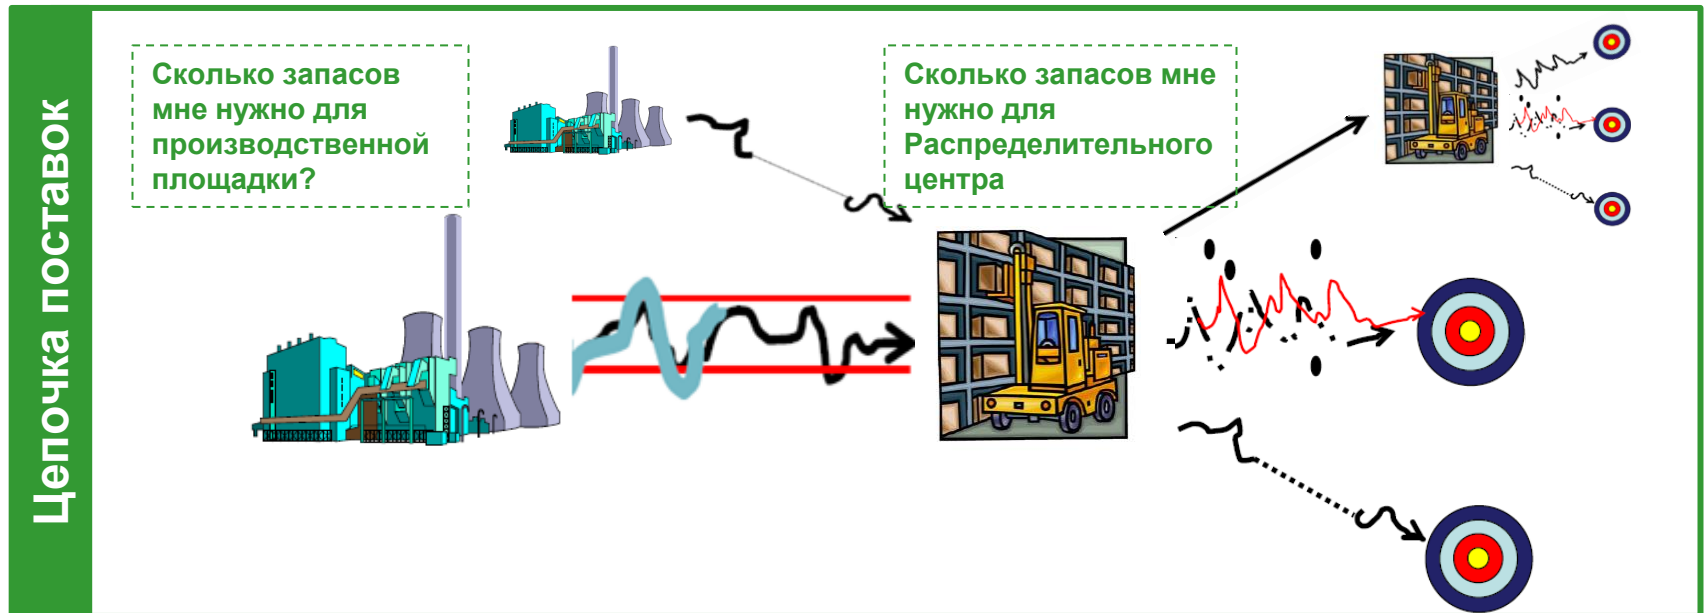 Цепочка поставок
Сколько запасов
мне нужно для
производственной
площадки?
Сколько запасов мне
нужно для
Распределительного
центра